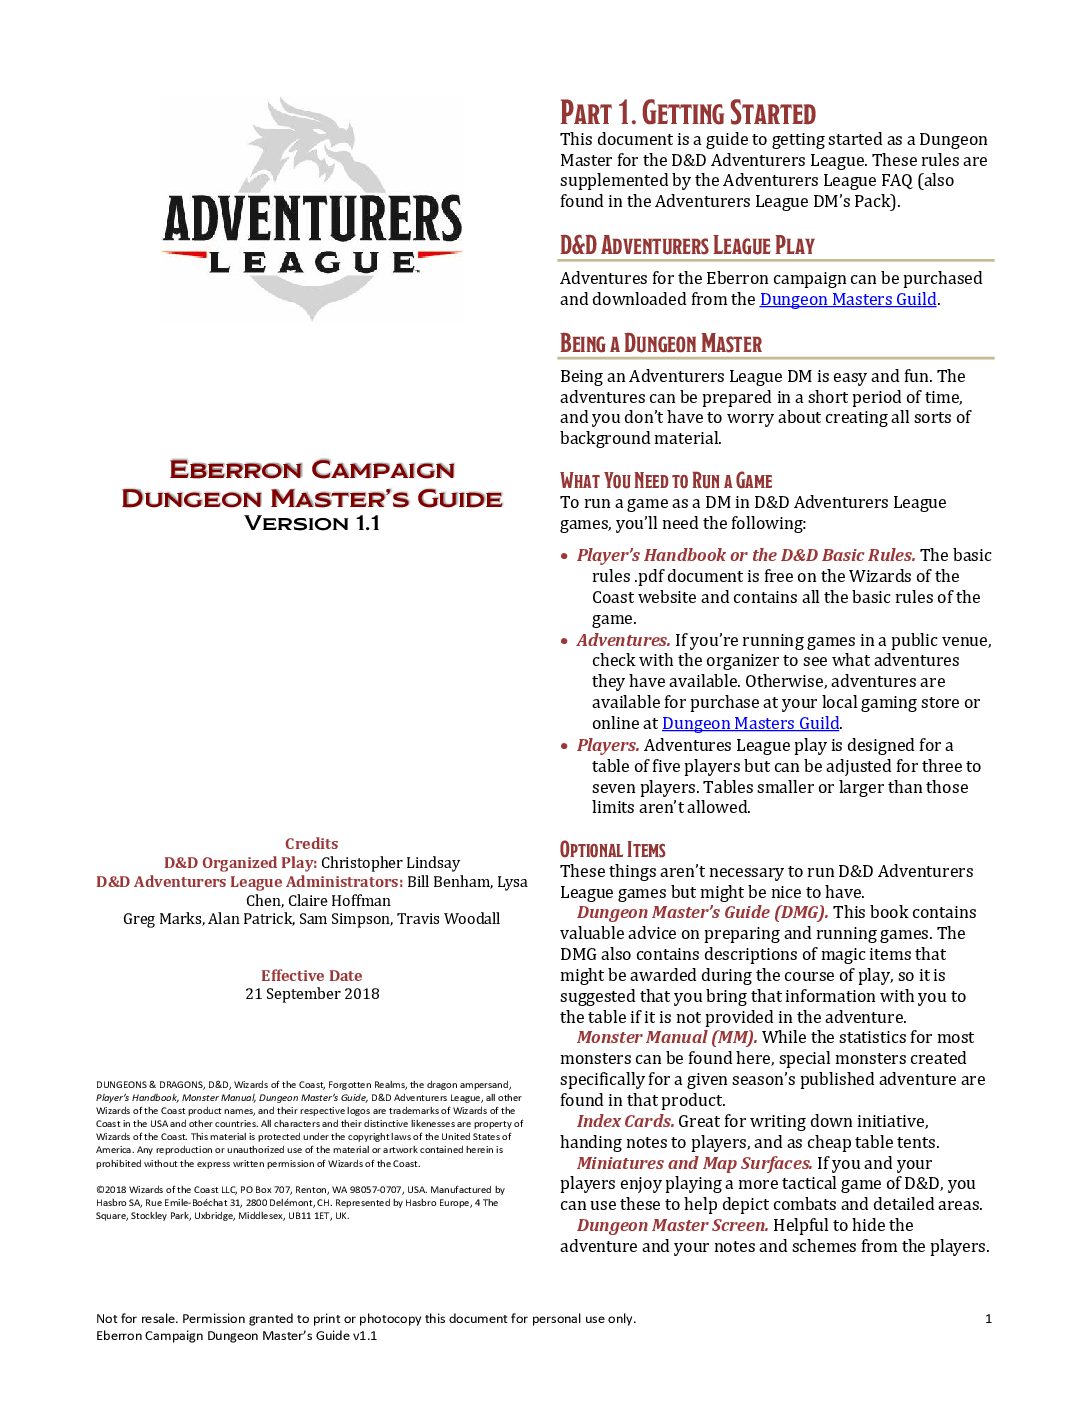 ADVENTURERS
LEAGUE™
EBERRON CAMPAIGN
DUNGEON MASTER'S GUIDE
VERSION 1.1
Credits
D&D Organized Play: Christopher Lindsay
D&D Adventurers League Administrators: Bill Benham, Lysa
Chen, Claire Hoffman
Greg Marks, Alan Patrick, Sam Simpson, Travis Woodall
Effective Date
21 September 2018
DUNGEONS & DRAGONS, D&D, Wizards of the Coast, Forgotten Realms, the dragon ampersand,
Player's Handbook, Monster Manual, Dungeon Master's Guide, D&D Adventurers League, all other
Wizards of the Coast product names, and their respective logos are trademarks of Wizards of the
Coast in the USA and other countries. All characters and their distinctive likenesses are property of
Wizards of the Coast. This material is protected under the copyright laws of the United States of
America. Any reproduction or unauthorized use of the material or artwork contained herein is
prohibited without the express written permission of Wizards of the Coast.
©2018 Wizards of the Coast LLC, PO Box 707, Renton, WA 98057-0707, USA. Manufactured by
Hasbro SA, Rue Emile-Boéchat 31, 2800 Delémont, CH. Represented by Hasbro Europe, 4 The
Square, Stockley Park, Uxbridge, Middlesex, UB11 1ET, UK.
PART 1. GETTING STARTED
This document is a guide to getting started as a Dungeon
Master for the D&D Adventurers League. These rules are
supplemented by the Adventurers League FAQ (also
found in the Adventurers League DM's Pack).
D&D ADVENTURERS LEAGUE PLAY
Adventures for the Eberron campaign can be purchased
and downloaded from the Dungeon Masters Guild.
BEING A DUNGEON MASTER
Being an Adventurers League DM is easy and fun. The
adventures can be prepared in a short period of time,
and you don't have to worry about creating all sorts of
background material.
WHAT YOU NEED TO RUN A GAME
To run a game as a DM in D&D Adventurers League
games, you'll need the following:
• Player's Handbook or the D&D Basic Rules. The basic
rules .pdf document is free on the Wizards of the
Coast website and contains all the basic rules of the
game.
• Adventures. If you're running games in a public venue,
check with the organizer to see what adventures
they have available. Otherwise, adventures are
available for purchase at your local gaming store or
online at Dungeon Masters Guild.
• Players. Adventures League play is designed for a
table of five players but can be adjusted for three to
seven players. Tables smaller or larger than those
limits aren't allowed.
OPTIONAL ITEMS
These things aren't necessary to run D&D Adventurers
League games but might be nice to have.
Dungeon Master's Guide (DMG). This book contains
valuable advice on preparing and running games. The
DMG also contains descriptions of magic items that
might be awarded during the course of play, so it is
suggested that you bring that information with you to
the table if it is not provided in the adventure.
Monster Manual (MM). While the statistics for most
monsters can be found here, special monsters created
specifically for a given season's published adventure are
found in that product.
Index Cards. Great for writing down initiative,
handing notes to players, and as cheap table tents.
Miniatures and Map Surfaces. If you and your
players enjoy playing a more tactical game of D&D, you
can use these to help depict combats and detailed areas.
Dungeon Master Screen. Helpful to hide the
adventure and your notes and schemes from the players.
Not for resale. Permission granted to print or photocopy this document for personal use only. 1
Eberron Campaign Dungeon Master's Guide v1.1